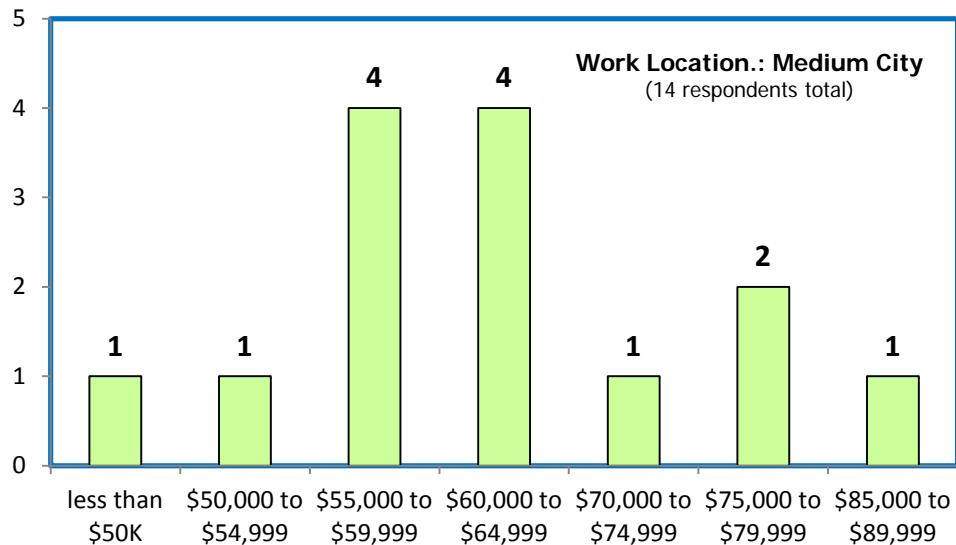 5
Work Location.: Medium City
(14 respondents total)
4
4
4
3
2
2
1
1
1
1
1
0
less than
$50K
$50,000 to
$54,999
$55,000 to
$59,999
$60,000 to
$64,999
$70,000 to
$74,999
$75,000 to
$79,999
$85,000 to
$89,999